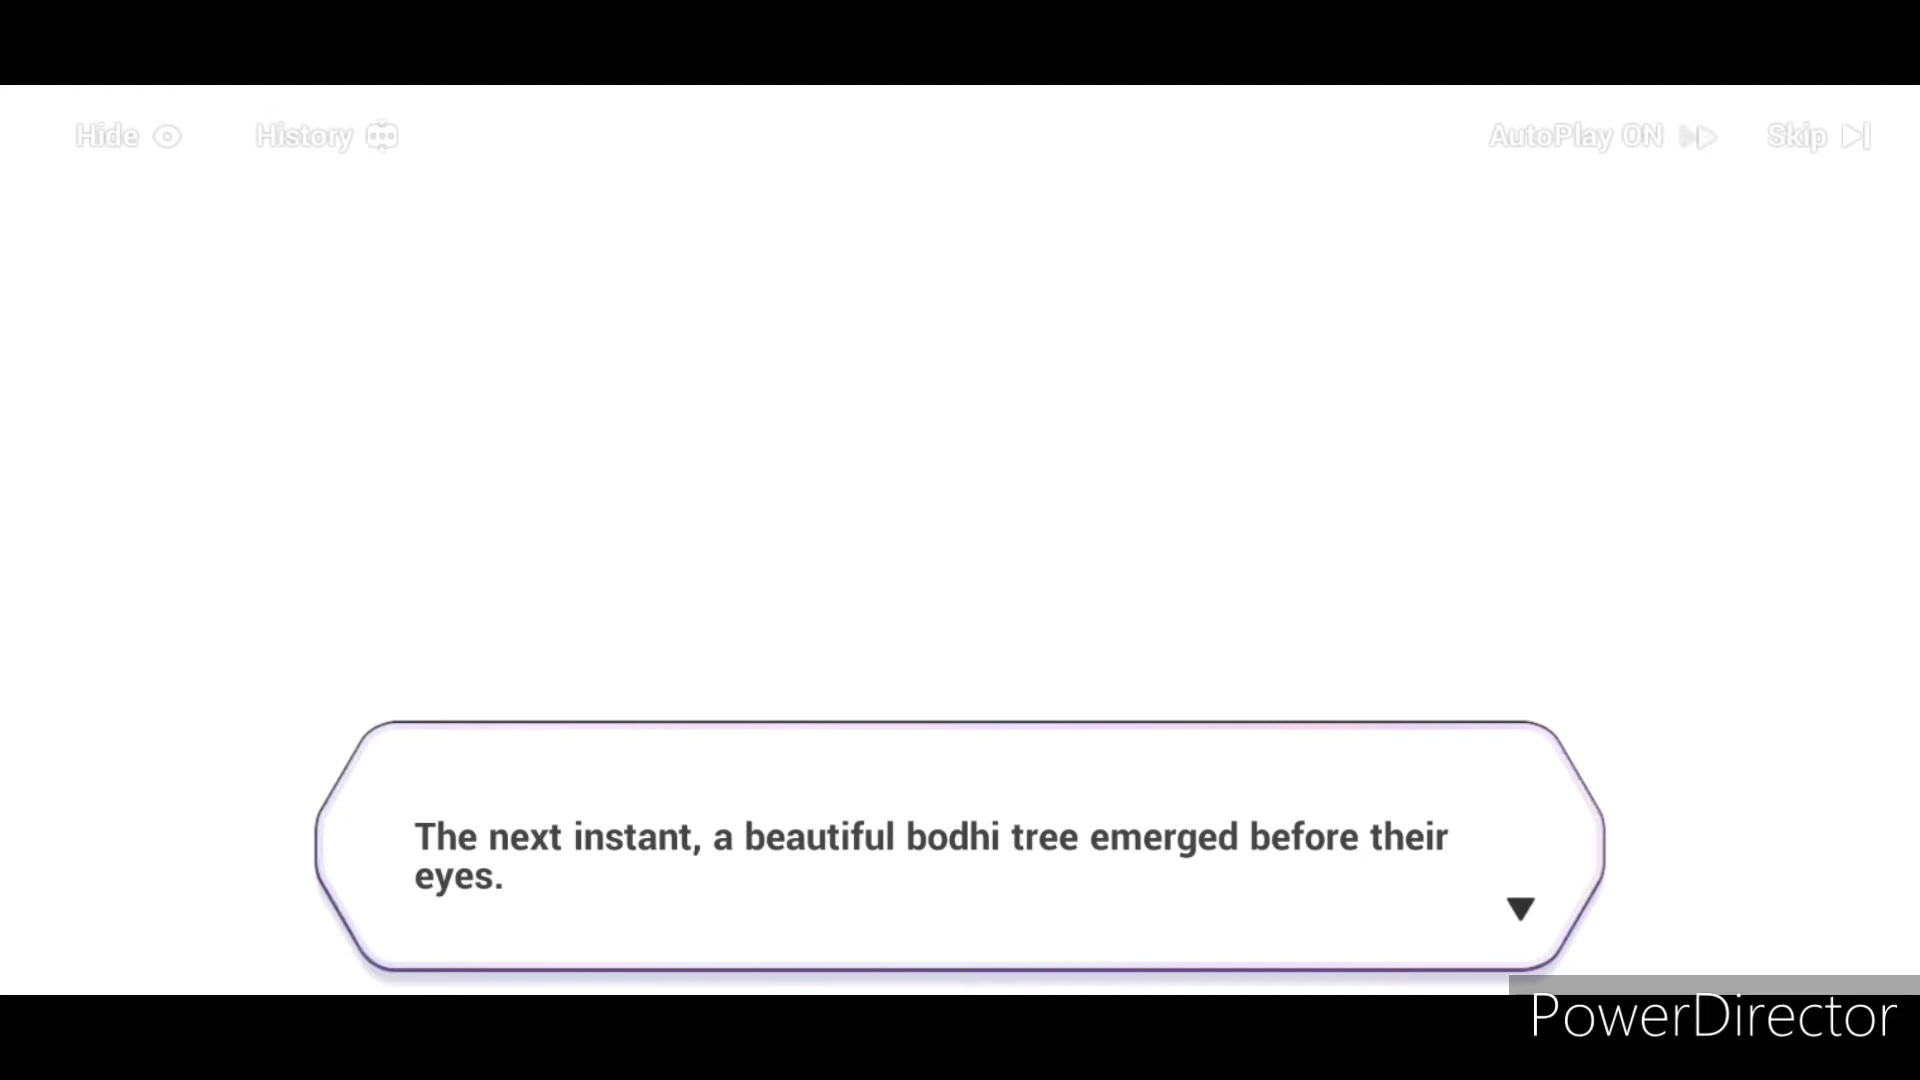 Hide
History
AutoPlay ON
Skip
The next instant, a beautiful bodhi tree emerged before their
eyes.
PowerDirector